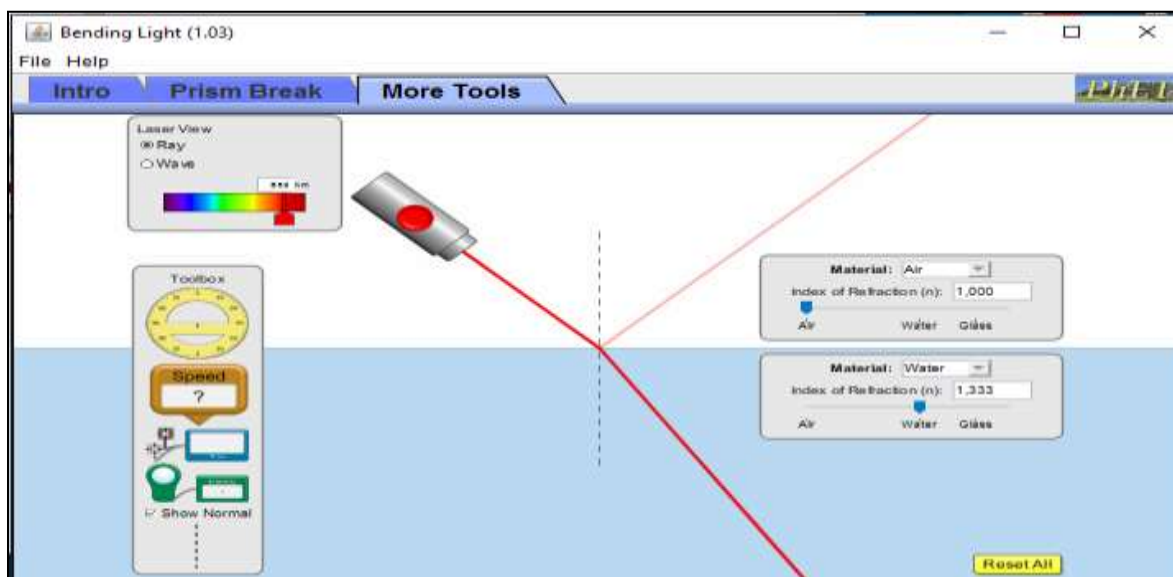 Bending Light (1.03)
File Help
Intro Prism Break More Tools
PhET
Laser View
Ray
Wave
nm
Toolbox
Speed
?
Show Normal
Material: Air
Index of Refraction (n): 1,000
Air Water Glass
Material: Water
Index of Refraction (n): 1,333
Air Water Glass
Reset All